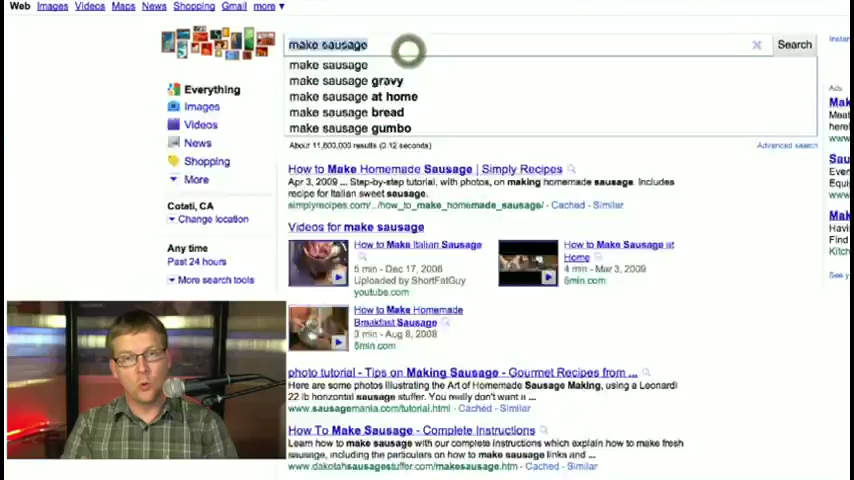 Web Images Videos Maps News Shopping Gmail more ▼
make sausage
Search
make sausage
make sausage gravy
make sausage at home
make sausage bread
make sausage gumbo
About 11,600,000 results (0.12 seconds)
Advanced search
Everything
Images
Videos
News
Shopping
More
Cotati, CA
Change location
Any time
Past 24 hours
More search tools
How to Make Homemade Sausage | Simply Recipes
Apr 3, 2009 ... Step-by-step tutorial, with photos, on making homemade sausage. Includes
recipe for Italian sweet sausage.
simplyrecipes.com/.../how_to_make_homemade_sausage/ - Cached - Similar
Videos for make sausage
How to Make Italian Sausage
5 min - Dec 17, 2006
Uploaded by ShortFatGuy
youtube.com
How to Make Sausage at
Home
4 min - Mar 3, 2009
5min.com
How to Make Homemade
Breakfast Sausage
3 min - Aug 8, 2008
5min.com
photo tutorial - Tips on Making Sausage - Gourmet Recipes from ...
Here are some photos illustrating the Art of Homemade Sausage Making, using a Leonardi
22 lb horizontal sausage stuffer. You really don't want a ...
www.sausagemania.com/tutorial.html - Cached - Similar
How To Make Sausage - Complete Instructions
Learn how to make sausage with our complete instructions which explain how to make fresh
sausage, including the particulars on how to make sausage links and ...
www.dakotahsausagestuffer.com/makesausage.htm - Cached - Similar
Ads